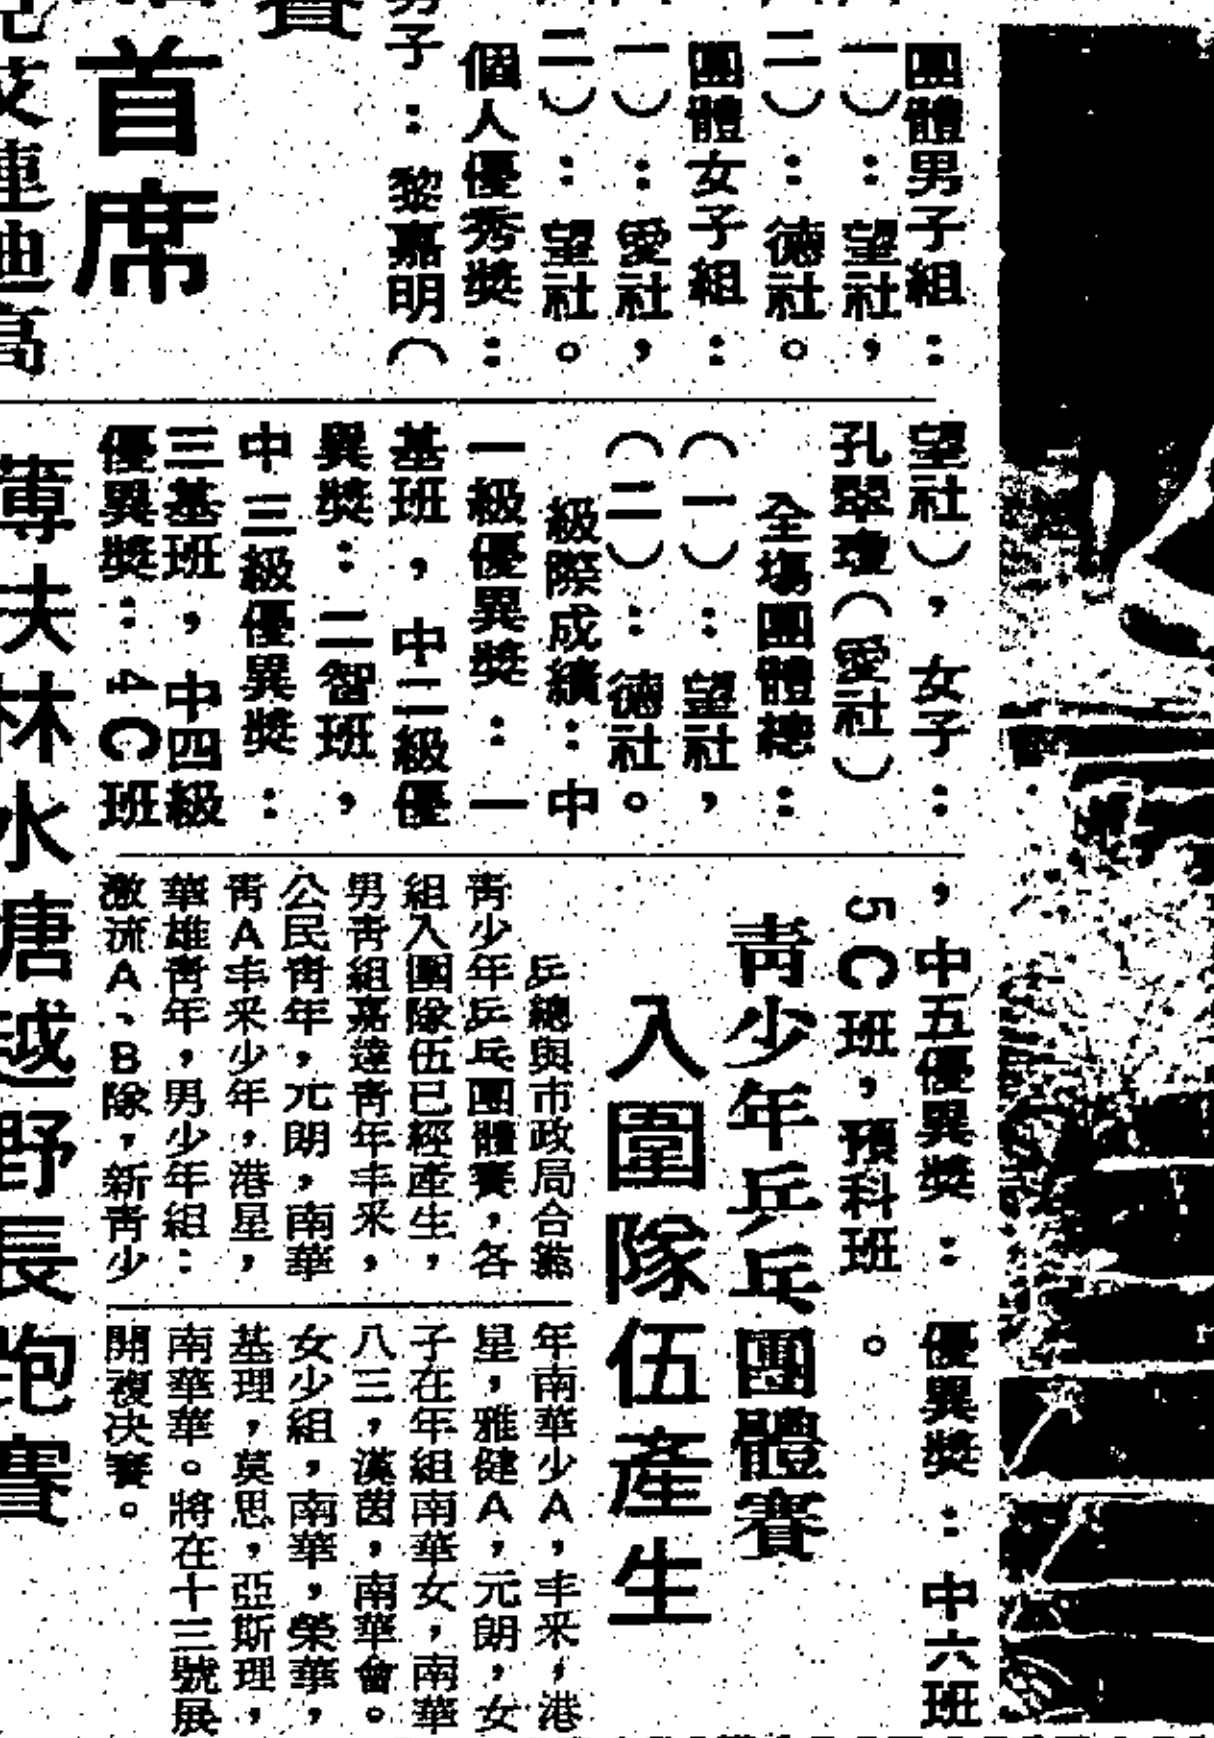 團體男子組：
（一）：望社，
（二）：德社。
團體女子組：
（一）：愛社，
（二）：望社。
個人優秀獎：
男子：黎嘉明（
望社），女子：
孔翠瓊（愛社）
全塲團體總：
（一）：望社，
（二）：德社。
級際成績：中
一級優異獎：一
基班，中二級優
異獎：二智班，
中三級優異獎：
三基班，中四級
優異獎：4C班
，中五優異獎：優異獎：中六班
5C班，預科班。
青少年乒乓團體賽
入圍隊伍產生
乒總與市政局合辦
青少年乒乓團體賽，各
組入圍隊伍已經產生，
男青組嘉達青年丰釆，
公民青年，元朗，南華
青A丰釆少年，港星，
華雄青年，男少年組：
激流A、B隊，新青少
年南華少A，丰釆，港
星，雅健A，元朗，女
子在年組南華女，南華
八三，漢茵，南華會。
女少組，南華，榮華，
基理，莫思，亞斯理，
南華華。將在十三號展
開複决賽。
賽
首席
薄扶林水唐越野長跑賽